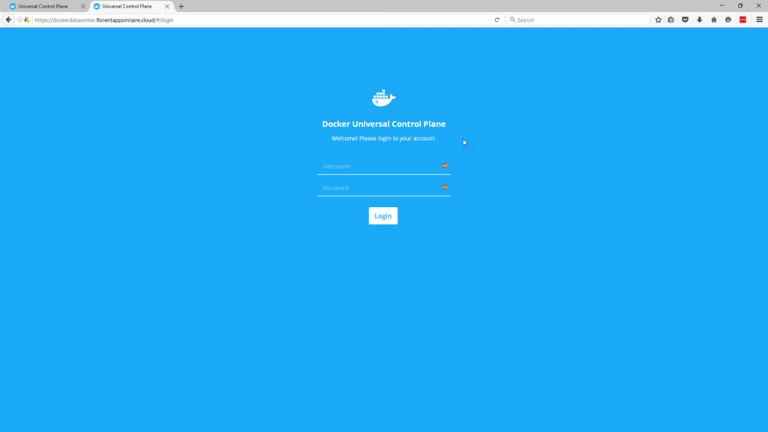 Universal Control Plane
Universal Control Plane
https://dockerdatacenter.florentappointaire.cloud/#/login
Search
Docker Universal Control Plane
Welcome! Please login to your account.
Username
Password
Login